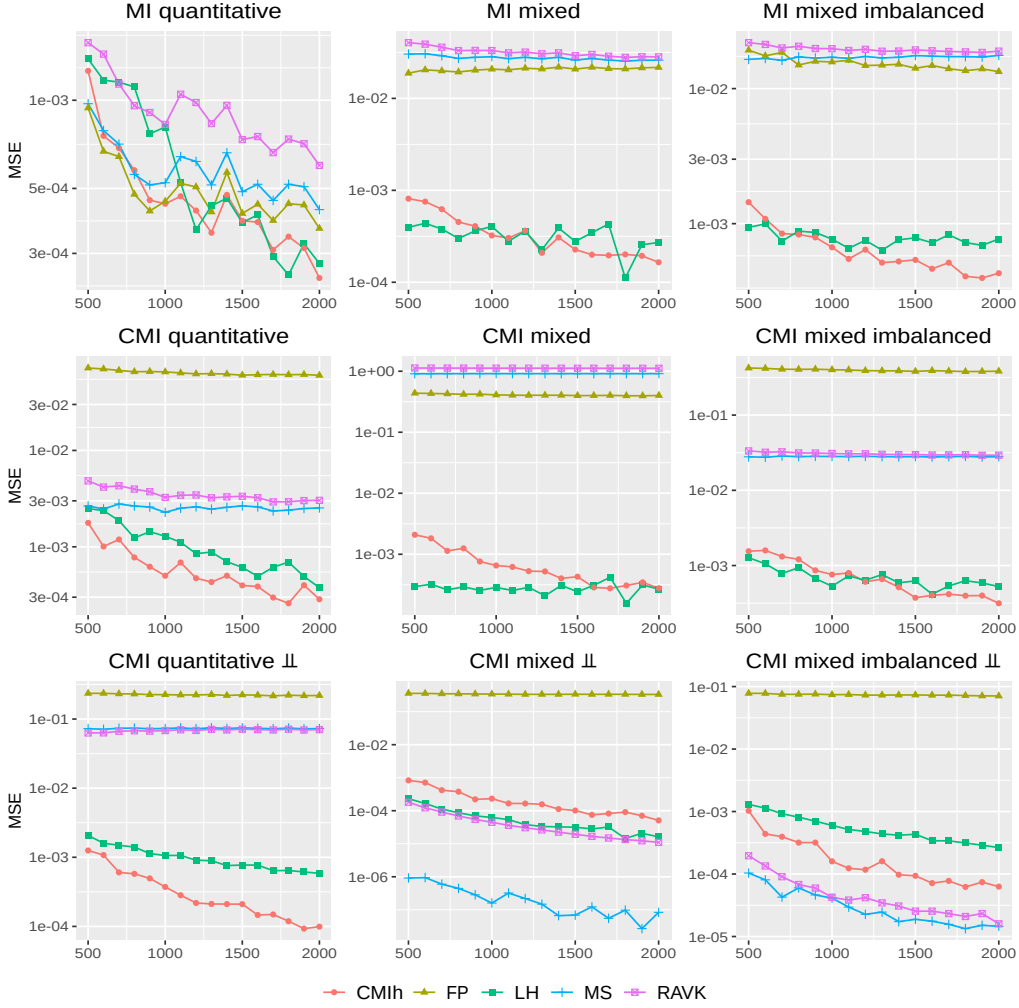 MI quantitative MI mixed MI mixed imbalanced
MSE
1e-03
5e-04
3e-04
1e-02
1e-03
1e-04
1e-02
3e-03
1e-03
500 1000 1500 2000 500 1000 1500 2000 500 1000 1500 2000
CMI quantitative CMI mixed CMI mixed imbalanced
MSE
3e-02
1e-02
3e-03
1e-03
3e-04
1e+00
1e-01
1e-02
1e-03
1e-01
1e-02
1e-03
500 1000 1500 2000 500 1000 1500 2000 500 1000 1500 2000
CMI quantitative ⫫ CMI mixed ⫫ CMI mixed imbalanced ⫫
MSE
1e-01
1e-02
1e-03
1e-04
1e-02
1e-04
1e-06
1e-01
1e-02
1e-03
1e-04
1e-05
500 1000 1500 2000 500 1000 1500 2000 500 1000 1500 2000
CMIh FP LH MS RAVK